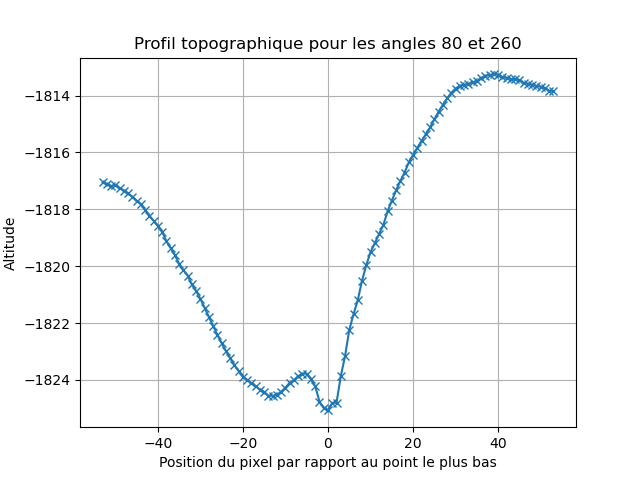 Profil topographique pour les angles 80 et 260
−1814
−1816
−1818
−1820
−1822
−1824
Altitude
−40 −20 0 20 40
Position du pixel par rapport au point le plus bas